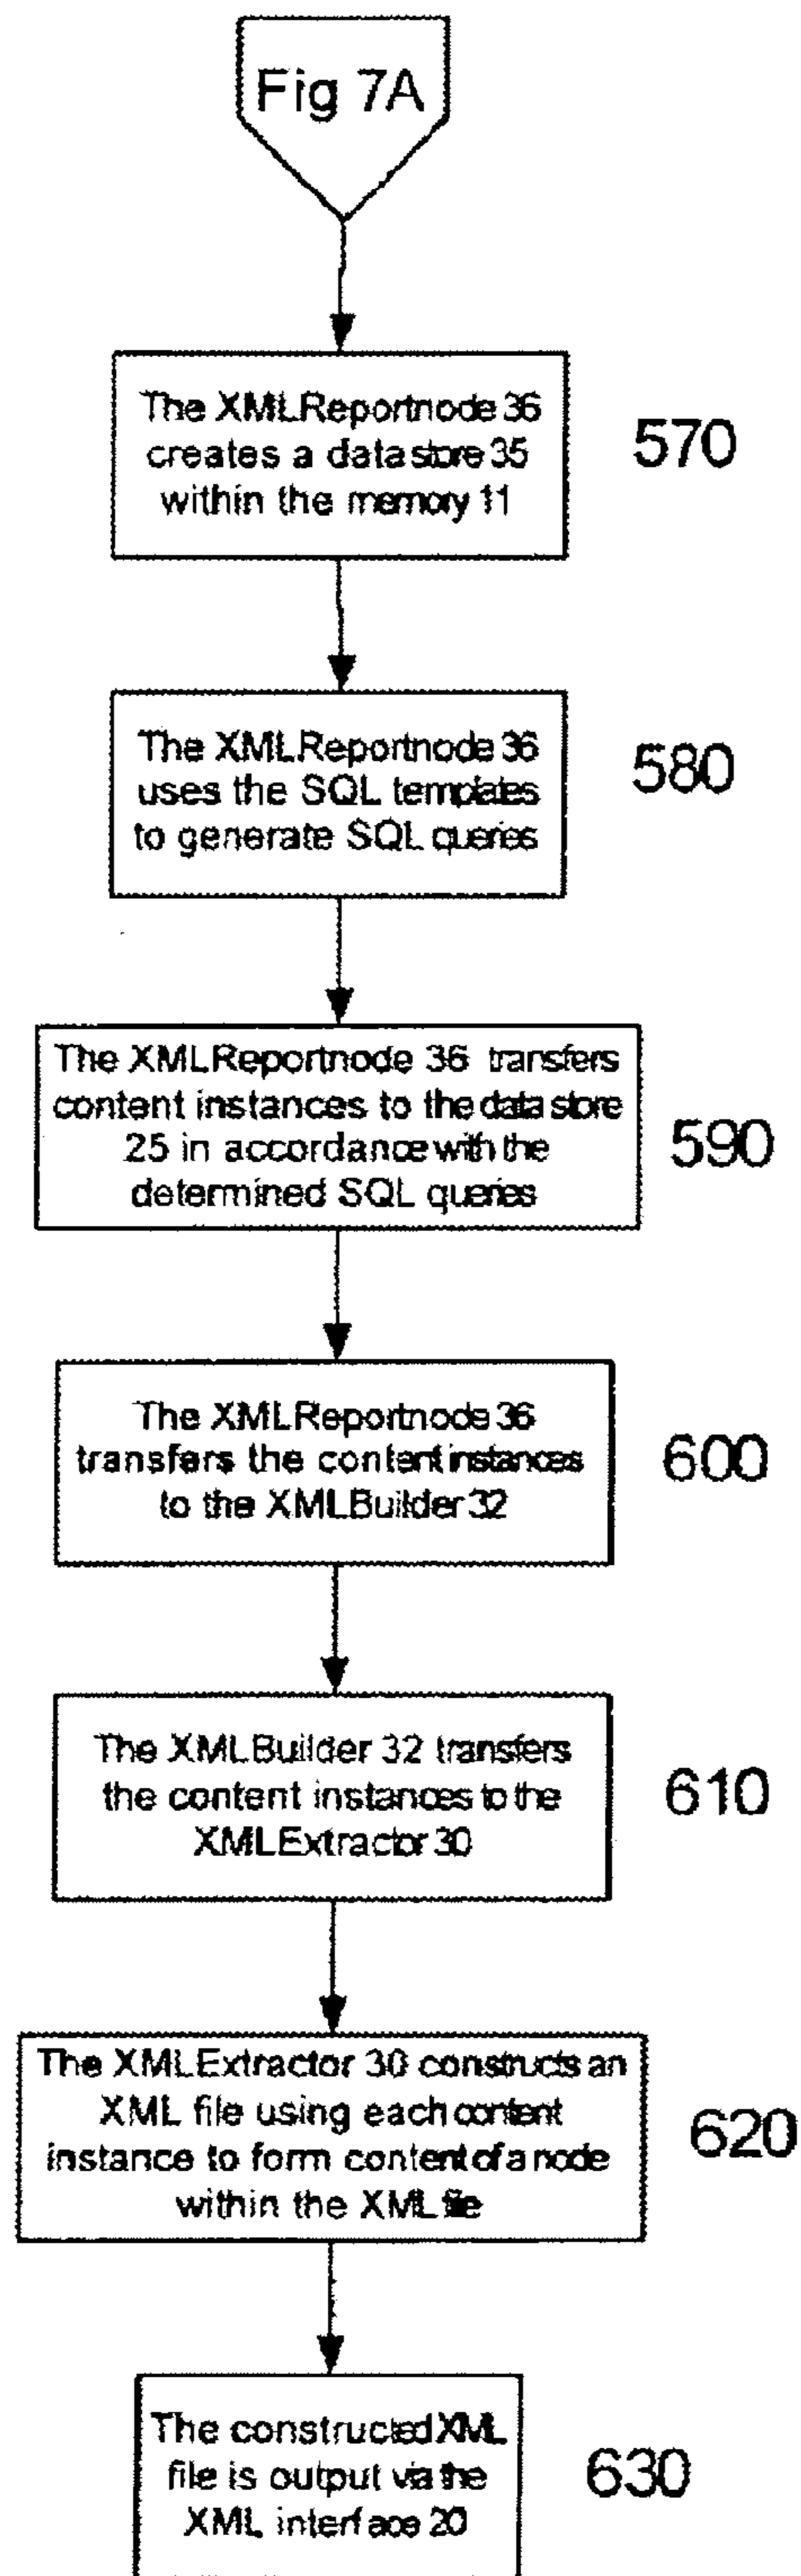 Fig 7A
The XMLReportnode 36
creates a data store 35
within the memory 11
570
The XMLReportnode 36
uses the SQL templates
to generate SQL queries
580
The XMLReportnode 36 transfers
content instances to the data store
25 in accordance with the
determined SQL queries
590
The XMLReportnode 36
transfers the content instances
to the XMLBuilder 32
600
The XMLBuilder 32 transfers
the content instances to the
XMLExtractor 30
610
The XMLExtractor 30 constructs an
XML file using each content
instance to form content of a node
within the XML file
620
The constructed XML
file is output via the
XML interface 20
630